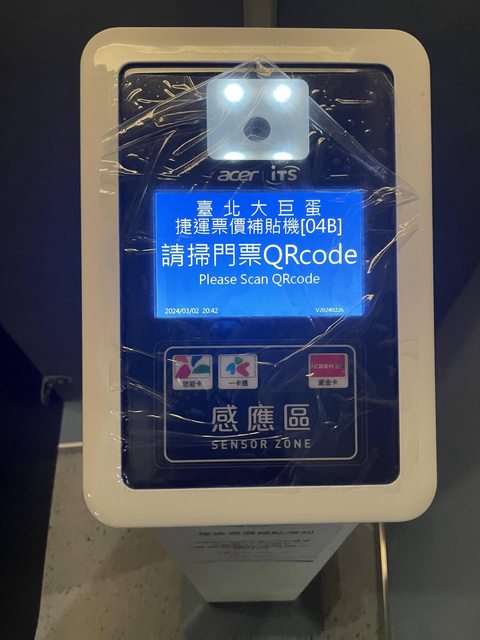 acer iTS
臺北大巨蛋
捷運票價補貼機[04B]
請掃門票QRcode
Please Scan QRcode
2024/03/02 20:42 V20240226
悠遊卡 一卡通 icash 愛金卡
感應區
SENSOR ZONE